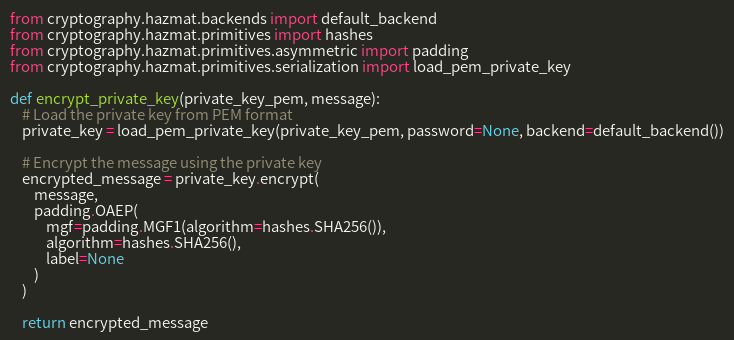 from cryptography.hazmat.backends import default_backend
from cryptography.hazmat.primitives import hashes
from cryptography.hazmat.primitives.asymmetric import padding
from cryptography.hazmat.primitives.serialization import load_pem_private_key

def encrypt_private_key(private_key_pem, message):
    # Load the private key from PEM format
    private_key = load_pem_private_key(private_key_pem, password=None, backend=default_backend())

    # Encrypt the message using the private key
    encrypted_message = private_key.encrypt(
        message,
        padding.OAEP(
            mgf=padding.MGF1(algorithm=hashes.SHA256()),
            algorithm=hashes.SHA256(),
            label=None
        )
    )

    return encrypted_message